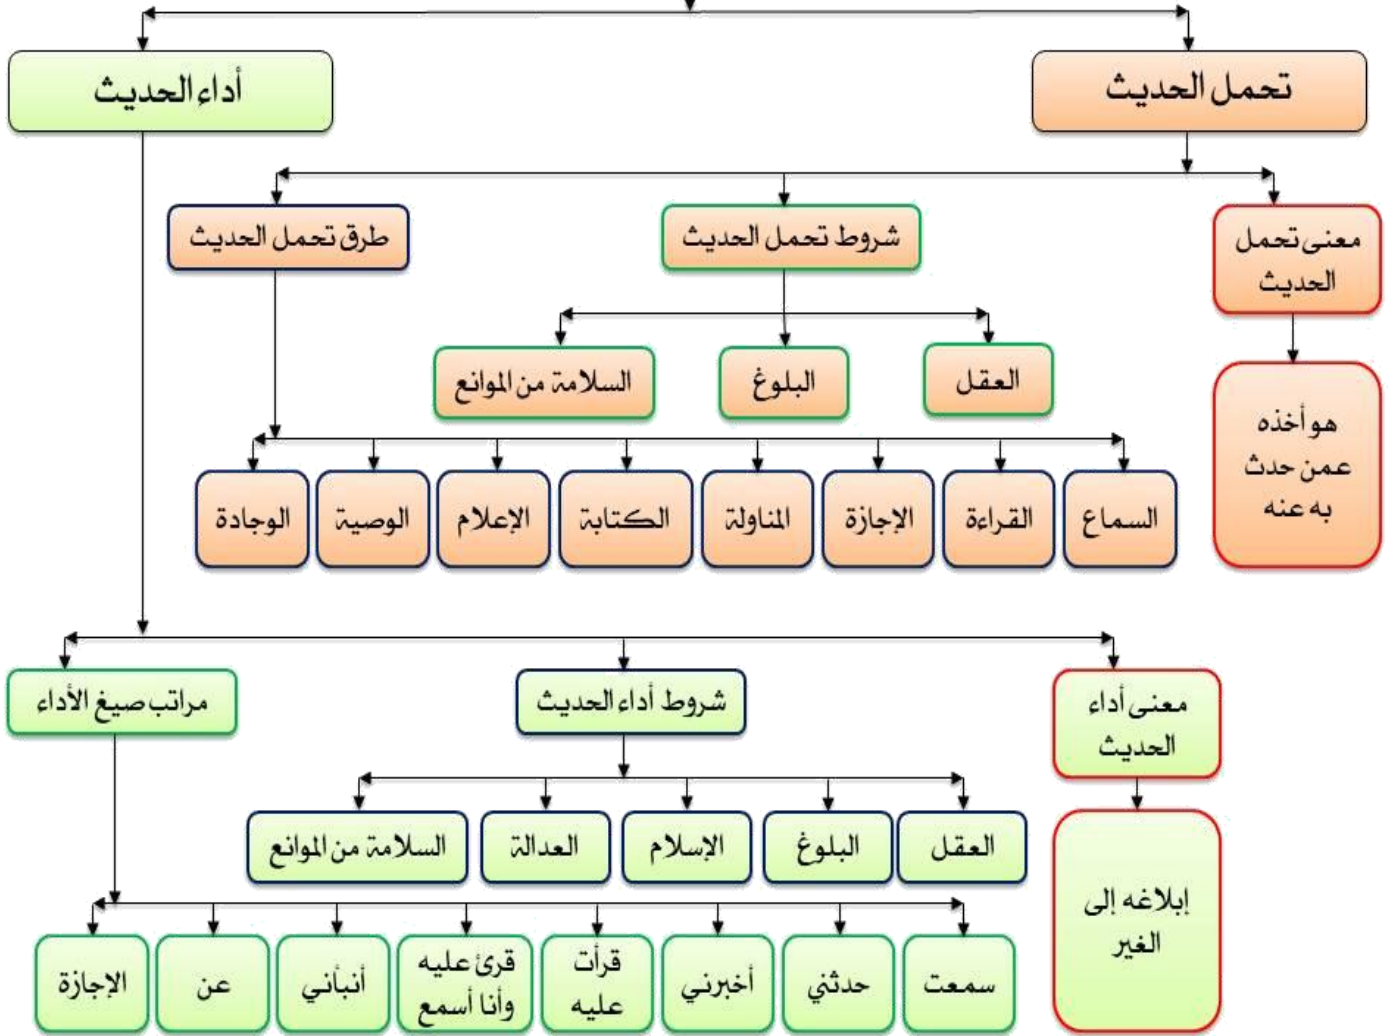 تحمل الحديث
أداء الحديث
معنى تحمل
الحديث
شروط تحمل الحديث
طرق تحمل الحديث
هو أخذه
عمن حدث
به عنه
العقل
البلوغ
السلامة من الموانع
السماع
القراءة
الإجازة
المناولة
الكتابة
الإعلام
الوصية
الوجادة
معنى أداء
الحديث
شروط أداء الحديث
مراتب صيغ الأداء
إبلاغه إلى
الغير
العقل
البلوغ
الإسلام
العدالة
السلامة من الموانع
سمعت
حدثني
أخبرني
قرأت
عليه
قرئ عليه
وأنا أسمع
أنبأني
عن
الإجازة